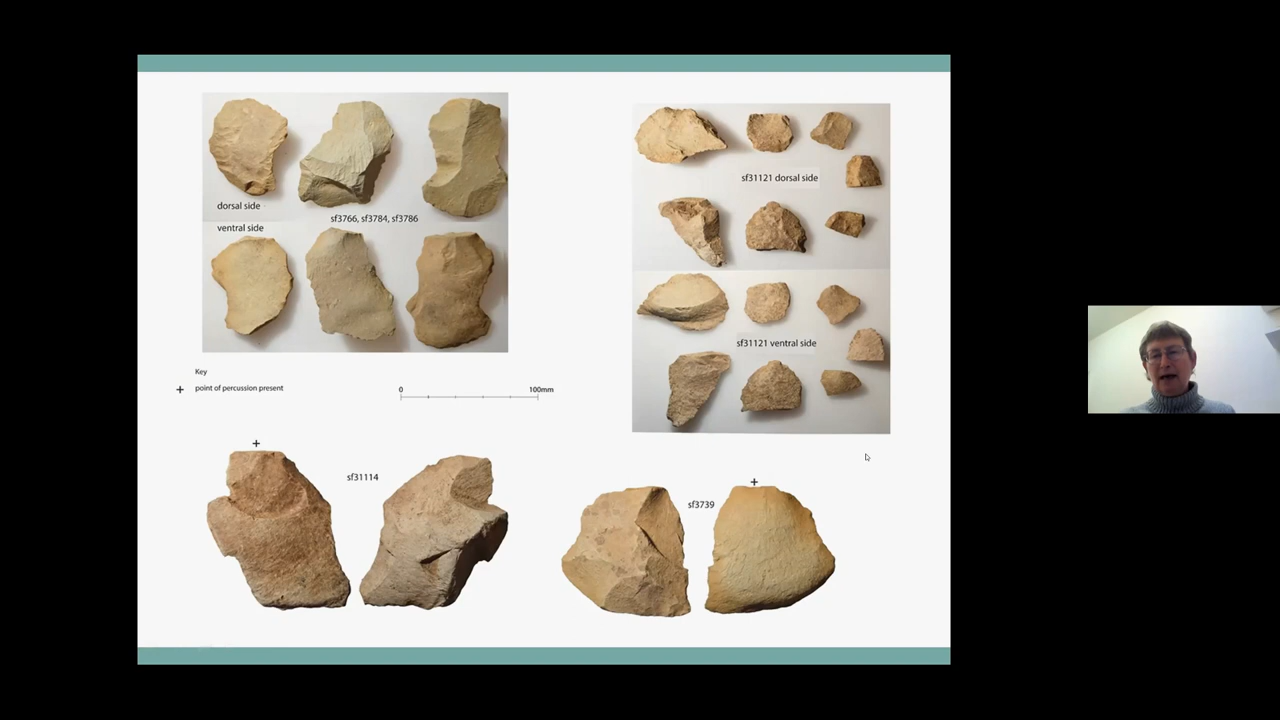 dorsal side
sf3766, sf3784, sf3786
ventral side
sf31121 dorsal side
sf31121 ventral side
Key
+ point of percussion present
0 100mm
+
sf31114
+
sf3739